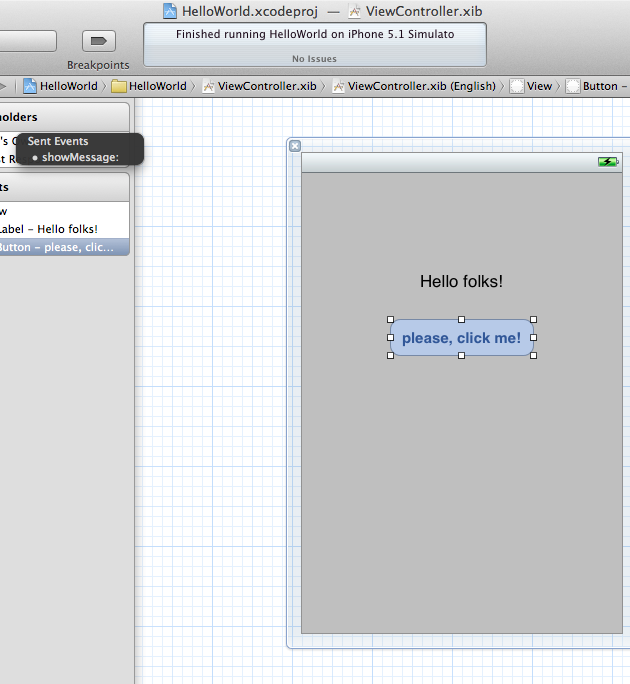 HelloWorld.xcodeproj — ViewController.xib
Finished running HelloWorld on iPhone 5.1 Simulato
No Issues
Breakpoints
HelloWorld HelloWorld ViewController.xib ViewController.xib (English) View Button –
olders
's
Sent Events
• showMessage:
st R
ts
w
Label – Hello folks!
Button – please, clic...
Hello folks!
please, click me!